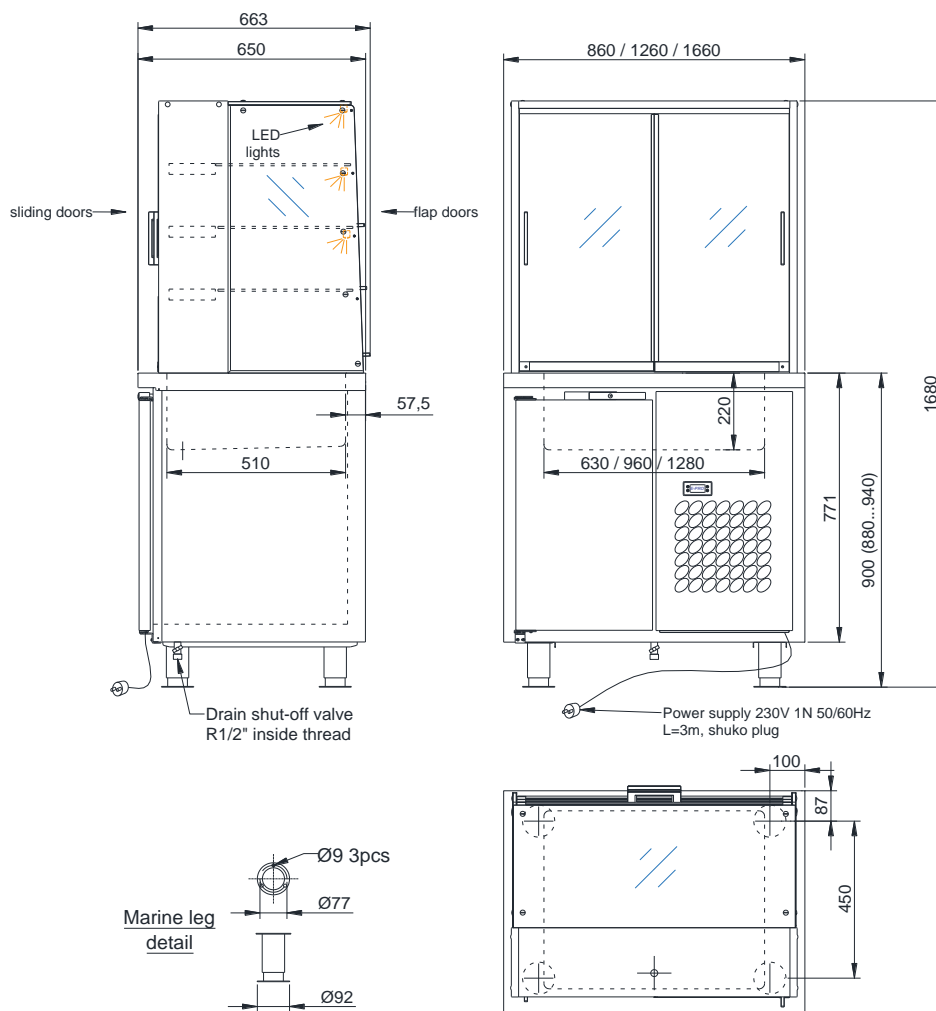 663
650
860 / 1260 / 1660
LED
lights
sliding doors
flap doors
57,5
510
220
630 / 960 / 1280
771
900 (880...940)
1680
Drain shut-off valve
R1/2" inside thread
Power supply 230V 1N 50/60Hz
L=3m, shuko plug
100
87
450
Ø9 3pcs
Ø77
Marine leg
detail
Ø92